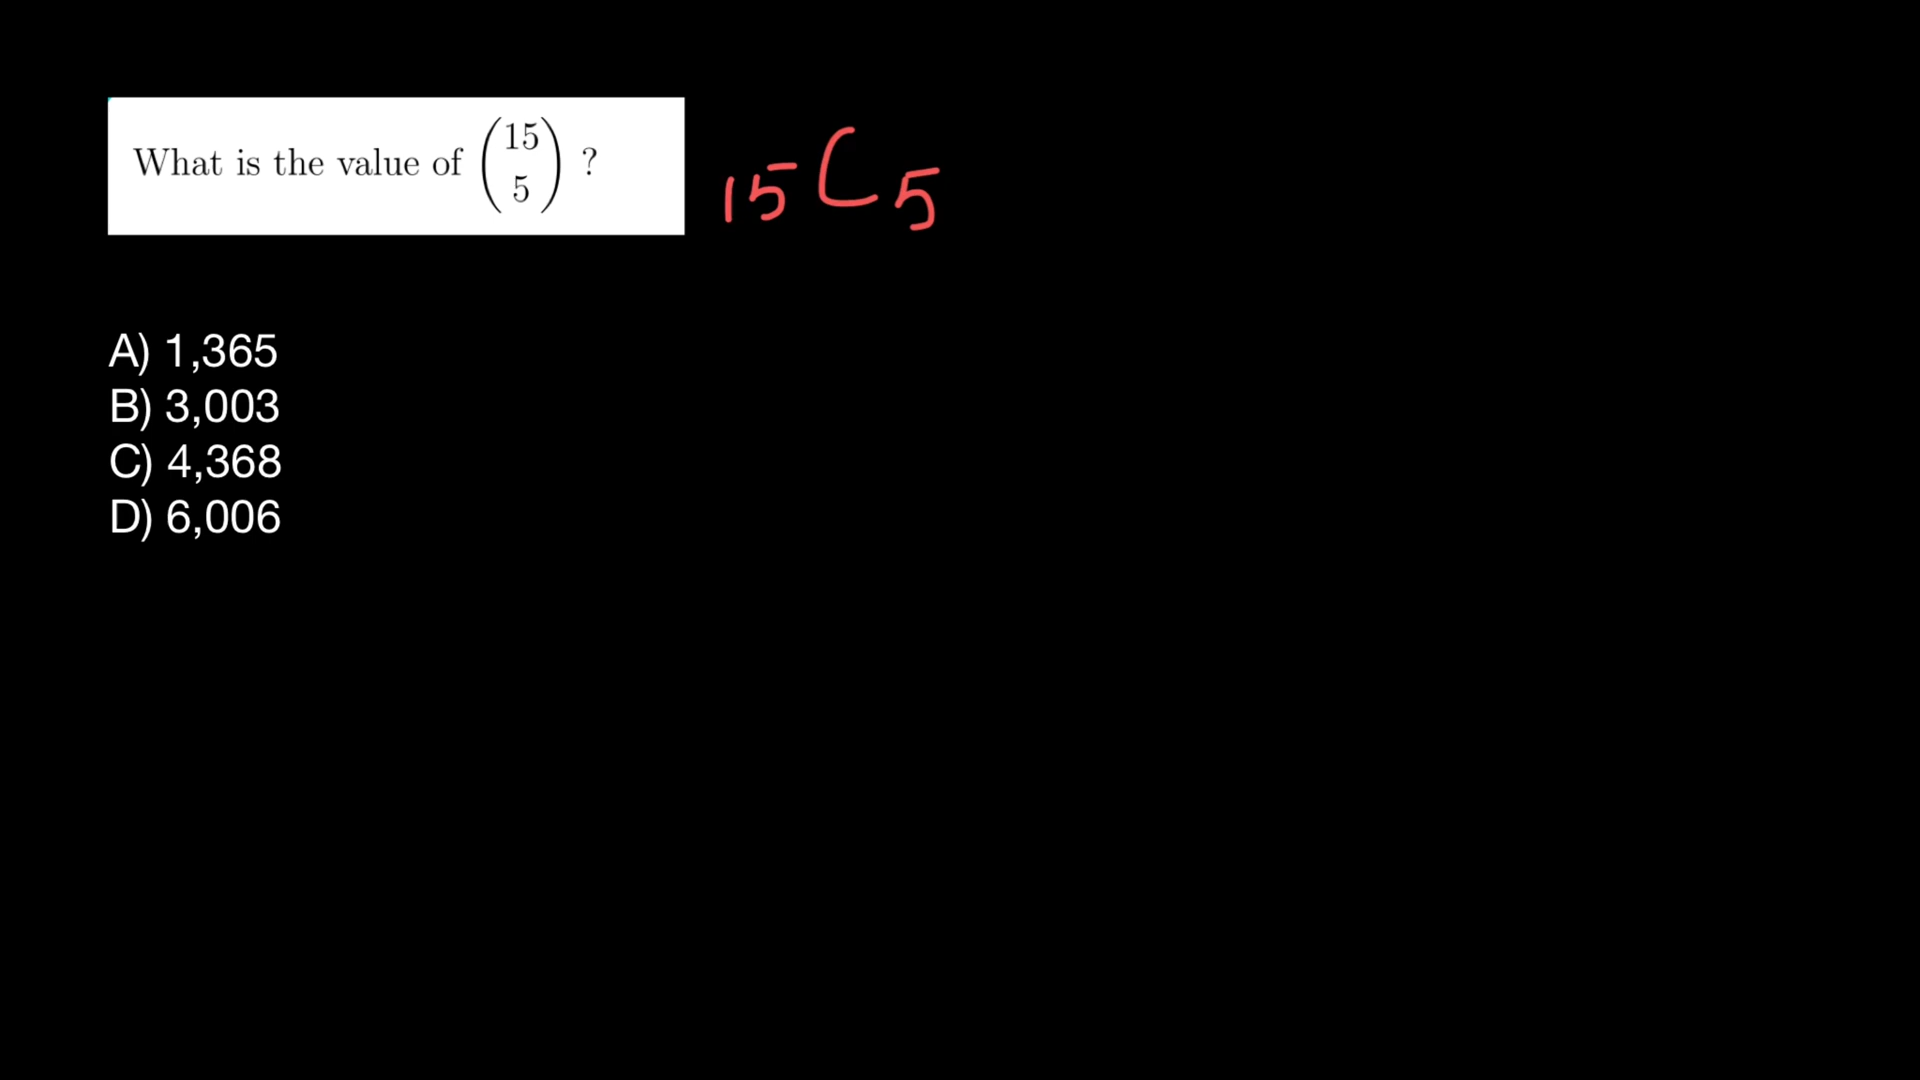 What is the value of (15 5) ?
15C5
A) 1,365
B) 3,003
C) 4,368
D) 6,006